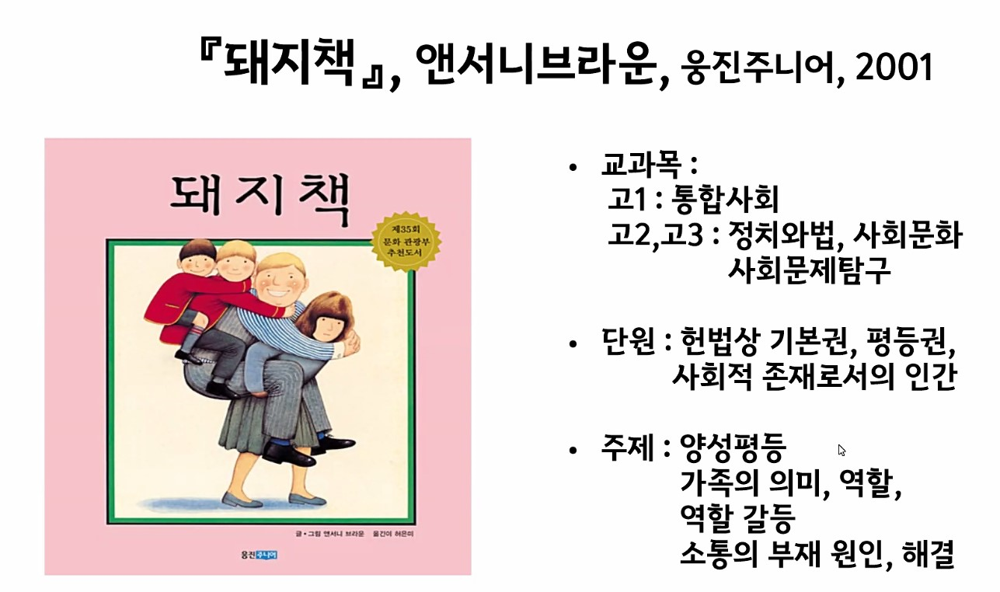 『돼지책』, 앤서니브라운, 웅진주니어, 2001
돼지책
제35회
문화 관광부
추천도서
글•그림 앤서니 브라운 옮긴이 허은미
웅진주니어
• 교과목 :
고1 : 통합사회
고2,고3 : 정치와법, 사회문화
사회문제탐구
• 단원 : 헌법상 기본권, 평등권,
사회적 존재로서의 인간
• 주제 : 양성평등
가족의 의미, 역할,
역할 갈등
소통의 부재 원인, 해결